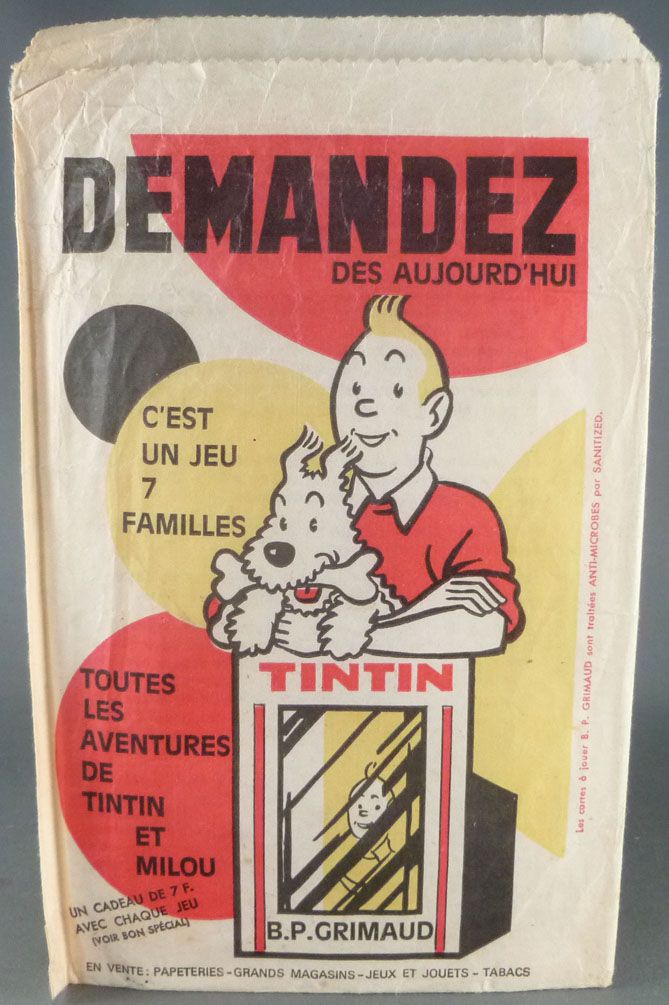 DEMANDEZ
DES AUJOURD'HUI
C'EST
UN JEU
7
FAMILLES
TOUTES
LES
AVENTURES
DE
TINTIN
ET
MILOU
UN CADEAU DE 7 F.
AVEC CHAQUE JEU
(VOIR BON SPÉCIAL)
TINTIN
B.P. GRIMAUD
EN VENTE : PAPETERIES - GRANDS MAGASINS - JEUX ET JOUETS - TABACS
Les cartes à jouer B. P. GRIMAUD sont traitées ANTI-MICROBES par SANITIZED.